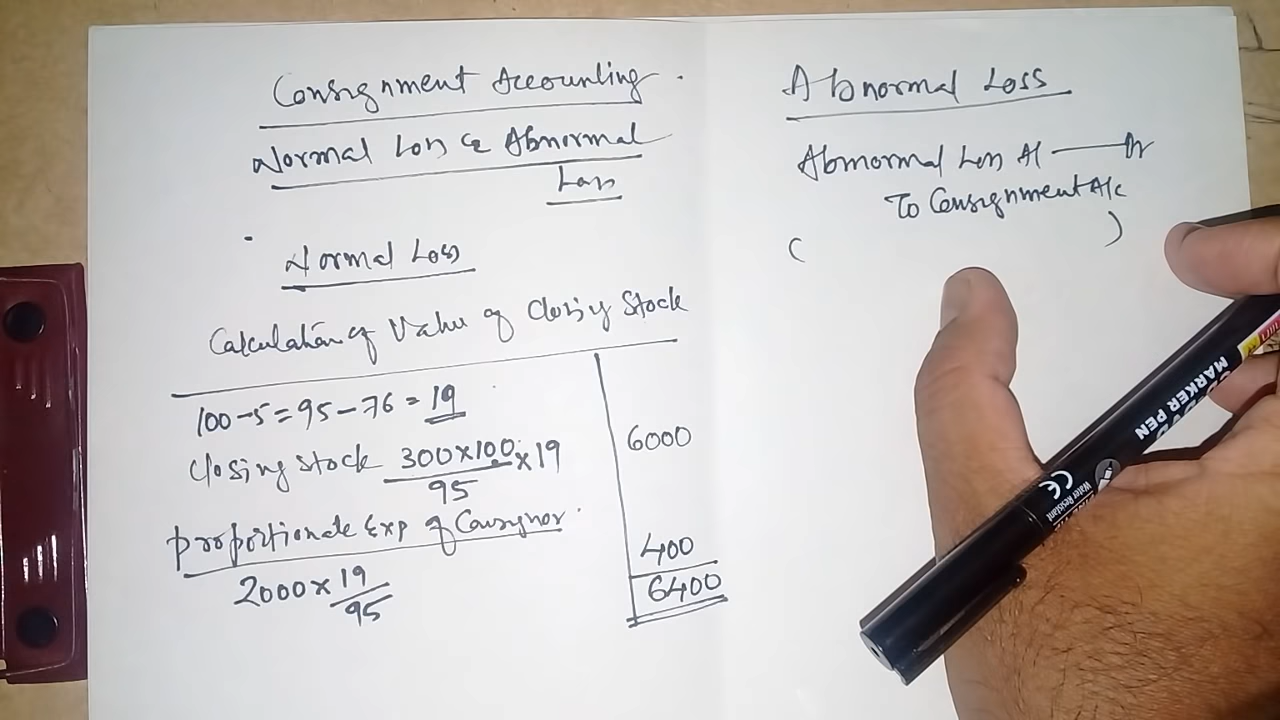 Consignment Accounting.
Normal Loss & Abnormal
Loss
Normal Loss
Calculation of Value of Closing Stock
100-5=95-76=19
Closing Stock 300×100/95×19 6000
Proportionate Exp of Consignor.
2000×19/95 400
6400
Abnormal Loss
Abnormal Loss A/c Dr
To Consignment A/c
( )
MARKER PEN
CE
Water Resistant